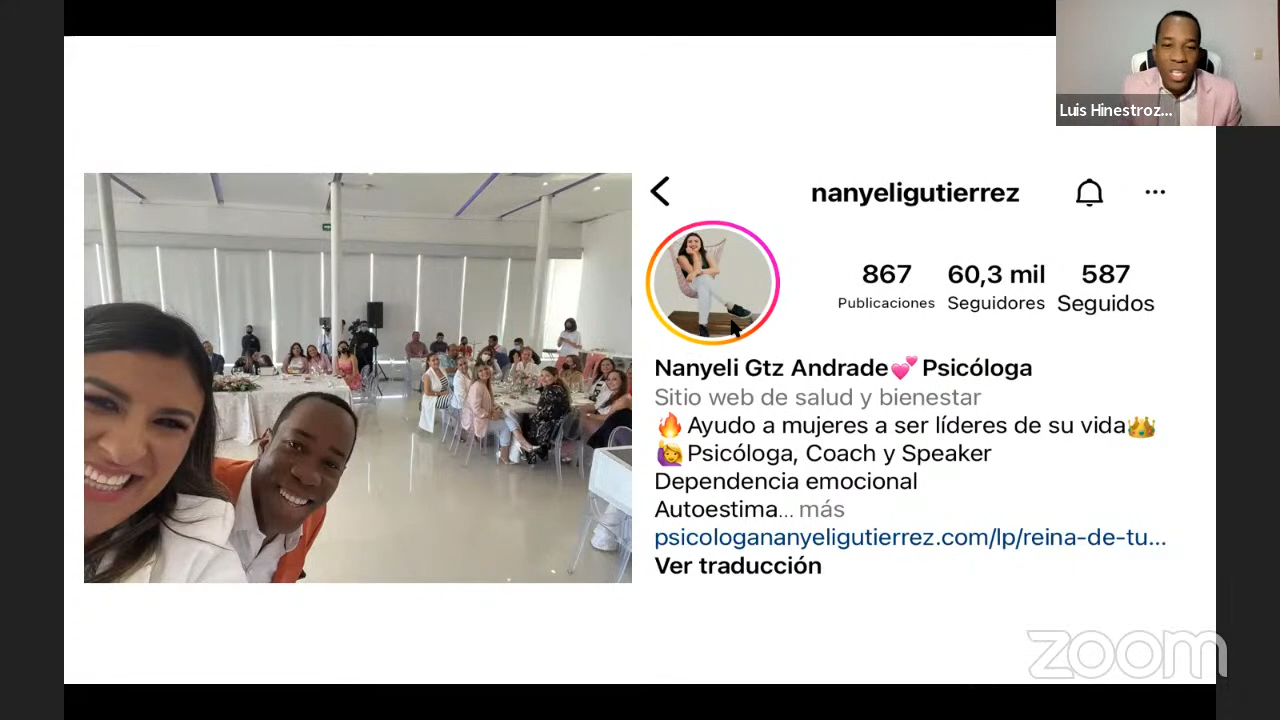 Luis Hinestroz...
nanyeligutierrez
867
60,3 mil
587
Publicaciones
Seguidores
Seguidos
Nanyeli Gtz Andrade💕 Psicóloga
Sitio web de salud y bienestar
🔥 Ayudo a mujeres a ser líderes de su vida👑
🙋‍♀️Psicóloga, Coach y Speaker
Dependencia emocional
Autoestima... más
psicologananyeligutierrez.com/lp/reina-de-tu...
Ver traducción
zoom